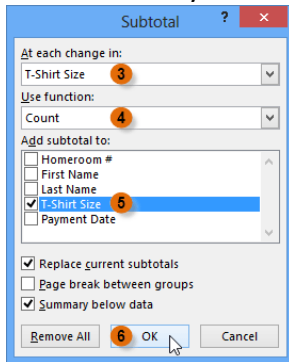 Subtotal ? ×
At each change in:
T-Shirt Size 3
Use function:
Count 4
Add subtotal to:
Homeroom #
First Name
Last Name
T-Shirt Size 5
Payment Date
Replace current subtotals
Page break between groups
Summary below data
Remove All 6 OK Cancel